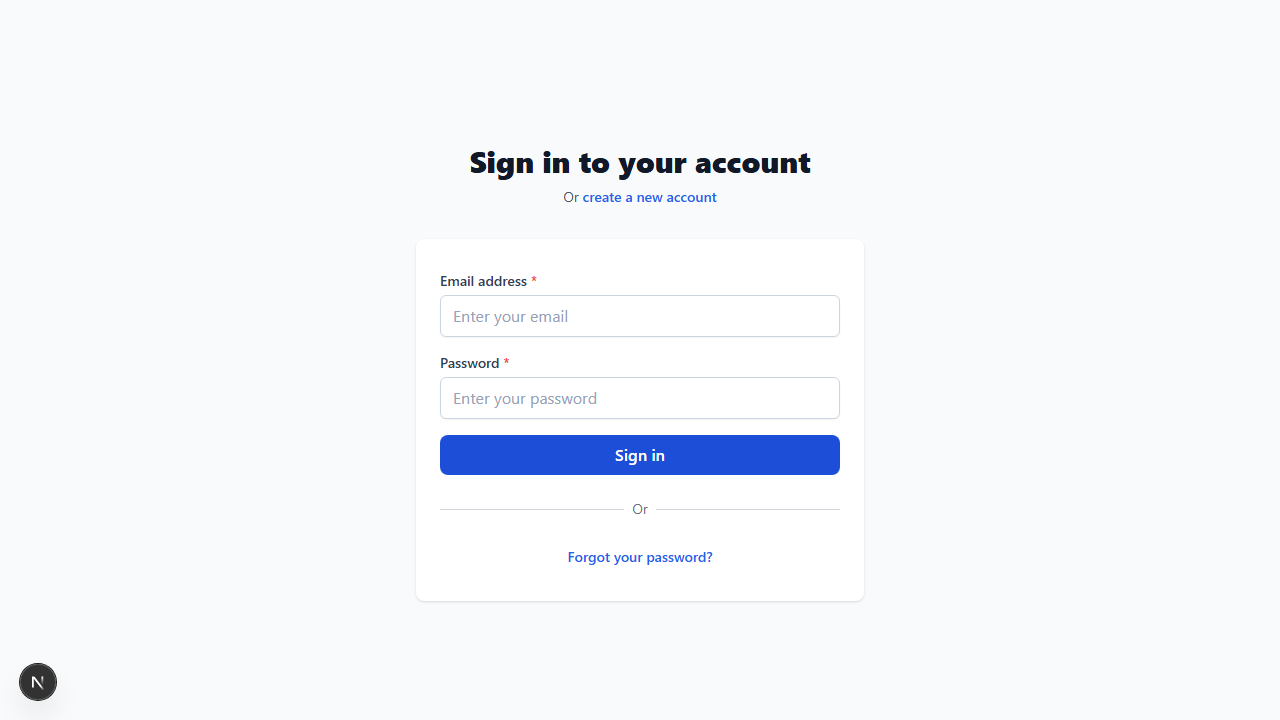 Sign in to your account
Or create a new account
Email address *
Enter your email
Password *
Enter your password
Sign in
Or
Forgot your password?
N